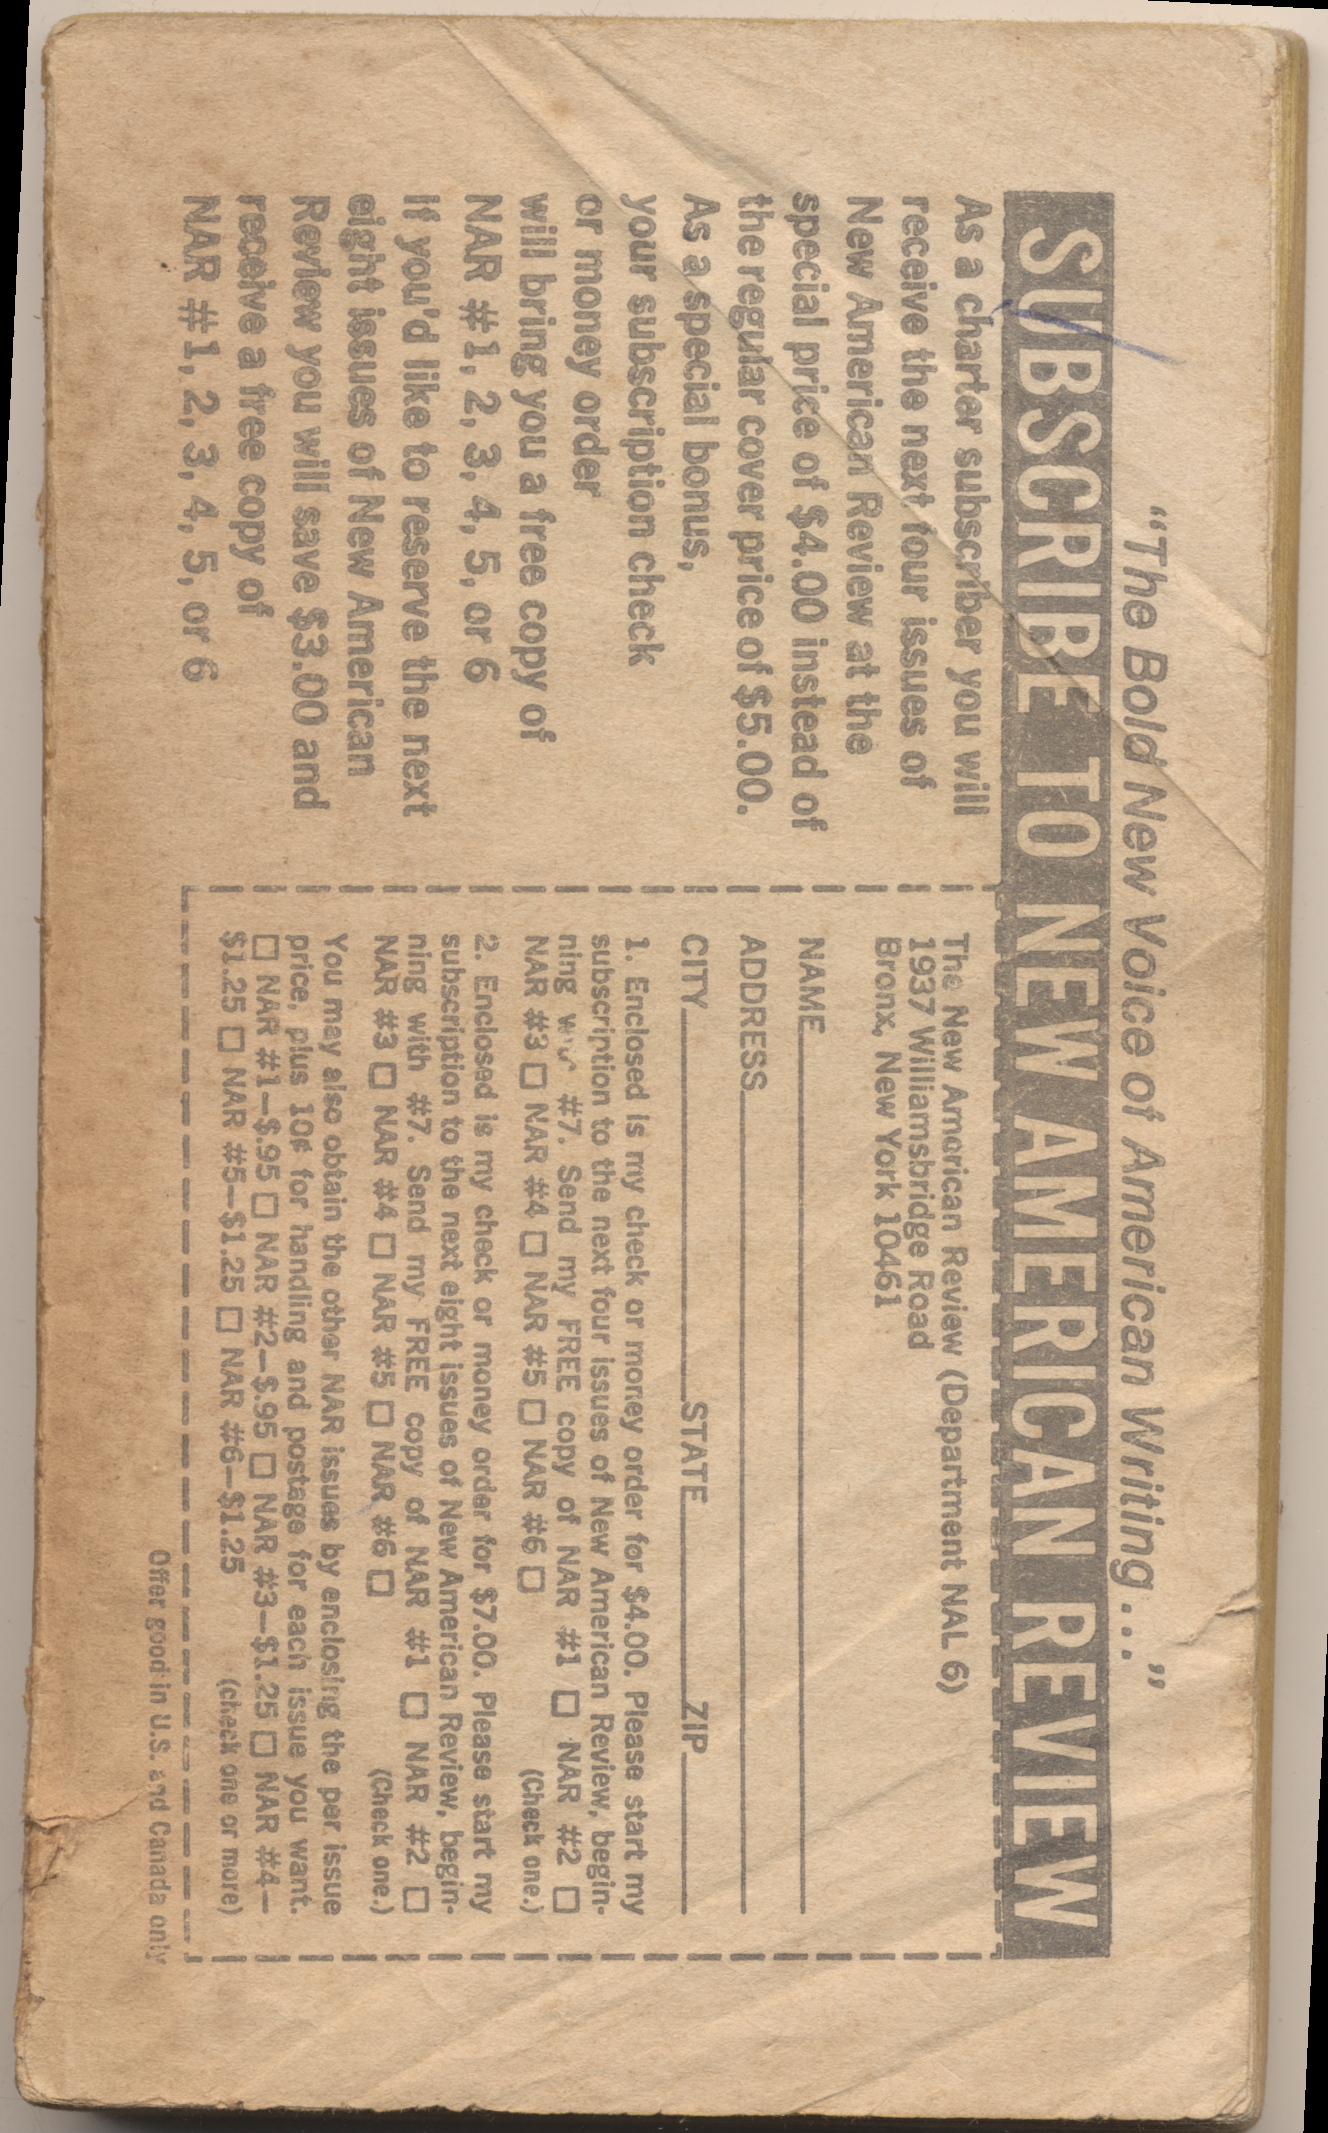 “The Bold New Voice of American Writing...”
SUBSCRIBE TO NEW AMERICAN REVIEW
As a charter subscriber you will
receive the next four issues of
New American Review at the
special price of $4.00 instead of
the regular cover price of $5.00.
As a special bonus,
your subscription check
or money order
will bring you a free copy of
NAR #1, 2, 3, 4, 5, or 6
If you'd like to reserve the next
eight issues of New American
Review you will save $3.00 and
receive a free copy of
NAR #1, 2, 3, 4, 5, or 6
The New American Review (Department NAL 6)
1937 Williamsbridge Road
Bronx, New York 10461
NAME
ADDRESS
CITY STATE ZIP
1. Enclosed is my check or money order for $4.00. Please start my
subscription to the next four issues of New American Review, begin-
ning #7. Send my FREE copy of NAR #1 □ NAR #2 □
NAR #3 □ NAR #4 □ NAR #5 □ NAR #6 □ (Check one.)
2. Enclosed is my check or money order for $7.00. Please start my
subscription to the next eight issues of New American Review, begin-
ning with #7. Send my FREE copy of NAR #1 □ NAR #2 □
NAR #3 □ NAR #4 □ NAR #5 □ NAR #6 □ (Check one.)
You may also obtain the other NAR issues by enclosing the per issue
price, plus 10¢ for handling and postage for each issue you want.
□ NAR #1—$.95 □ NAR #2—$.95 □ NAR #3—$1.25 □ NAR #4—
$1.25 □ NAR #5—$1.25 □ NAR #6—$1.25 (check one or more)
Offer good in U.S. and Canada only